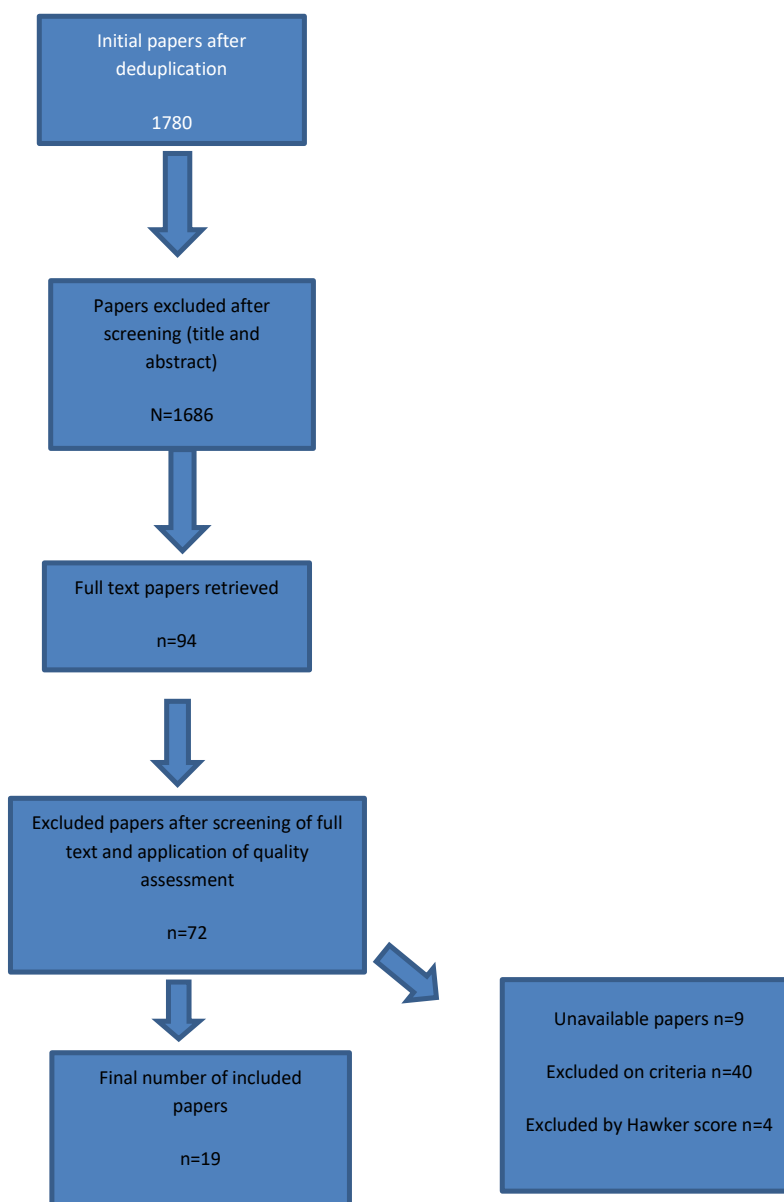 Initial papers after
deduplication
1780
Papers excluded after
screening (title and
abstract)
N=1686
Full text papers retrieved
n=94
Excluded papers after screening of full
text and application of quality
assessment
n=72
Unavailable papers n=9
Excluded on criteria n=40
Excluded by Hawker score n=4
Final number of included
papers
n=19